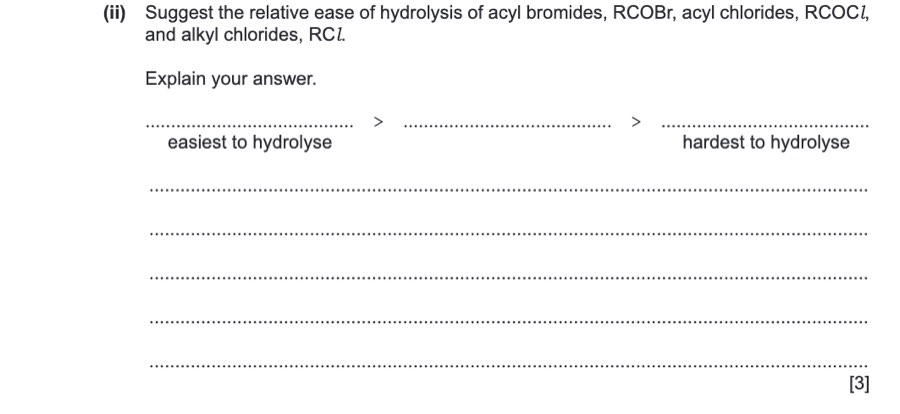 (ii) Suggest the relative ease of hydrolysis of acyl bromides, RCOBr, acyl chlorides, RCOCl,
and alkyl chlorides, RCl.
Explain your answer.
.......................................... > .......................................... > ..........................................
easiest to hydrolyse hardest to hydrolyse
..........................................................................................
..........................................................................................
..........................................................................................
..........................................................................................
..........................................................................................
[3]